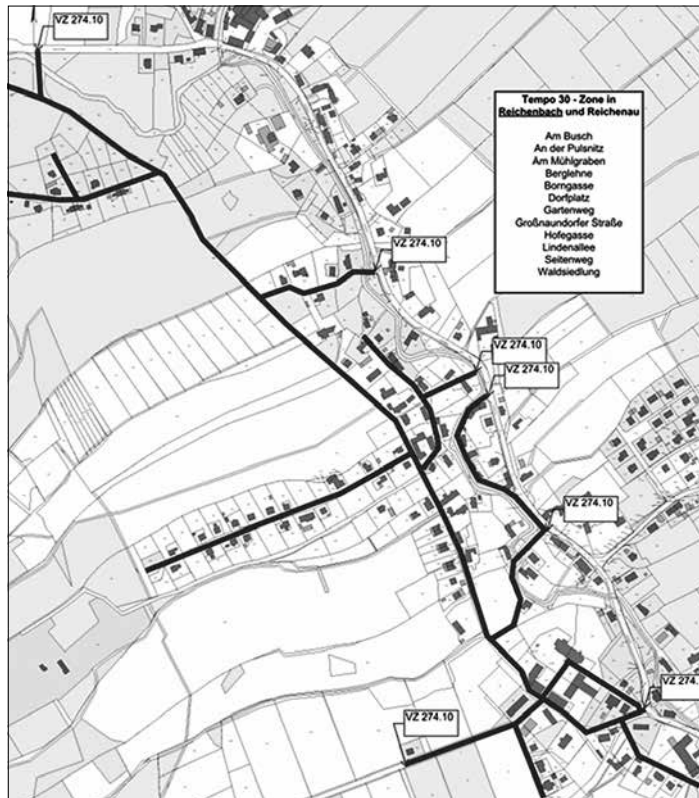 VZ 274.10
Tempo 30 - Zone in
Reichenbach und Reichenau
Am Busch
An der Pulsnitz
Am Mühlgraben
Berglehne
Borngasse
Dorfplatz
Gartenweg
Großnaundorfer Straße
Hofegasse
Lindenallee
Seitenweg
Waldsiedlung
VZ 274.10
VZ 274.10
VZ 274.10
VZ 274.10
VZ 274.
VZ 274.10